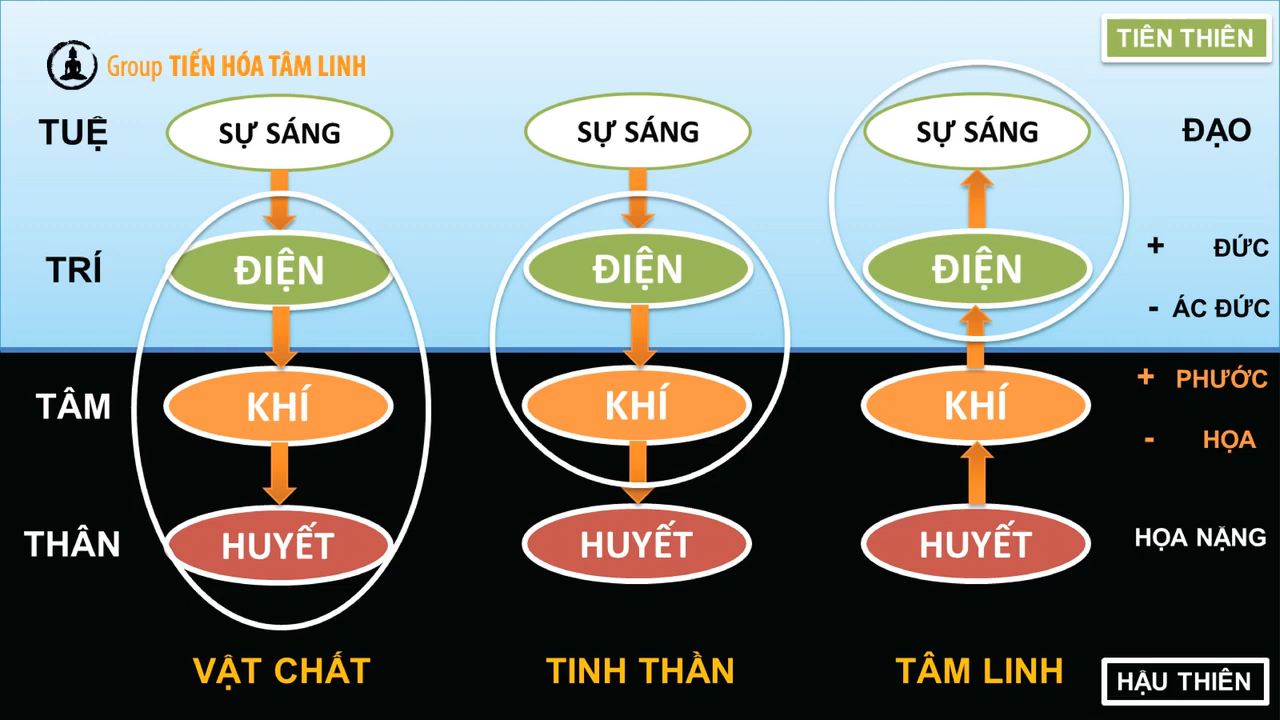 TIÊN THIÊN
Group TIẾN HÓA TÂM LINH
TUỆ SỰ SÁNG SỰ SÁNG SỰ SÁNG ĐẠO
+ ĐỨC
TRÍ ĐIỆN ĐIỆN ĐIỆN
- ÁC ĐỨC
+ PHƯỚC
TÂM KHÍ KHÍ KHÍ
- HỌA
THÂN HUYẾT HUYẾT HUYẾT HỌA NẶNG
VẬT CHẤT TINH THẦN TÂM LINH
HẬU THIÊN